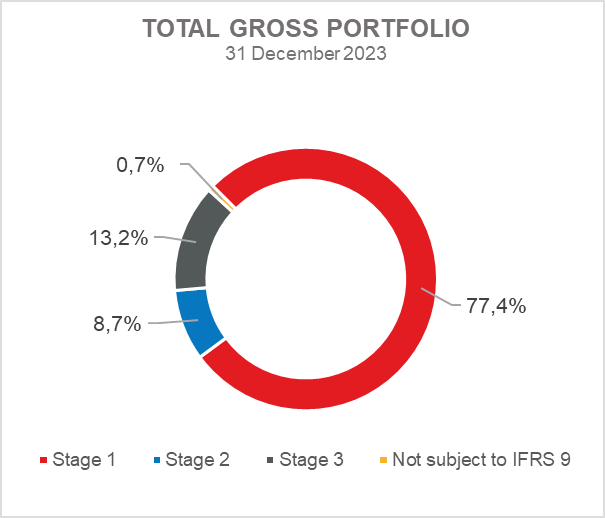 TOTAL GROSS PORTFOLIO
31 December 2023
0,7%
13,2%
77,4%
8,7%
Stage 1 Stage 2 Stage 3 Not subject to IFRS 9